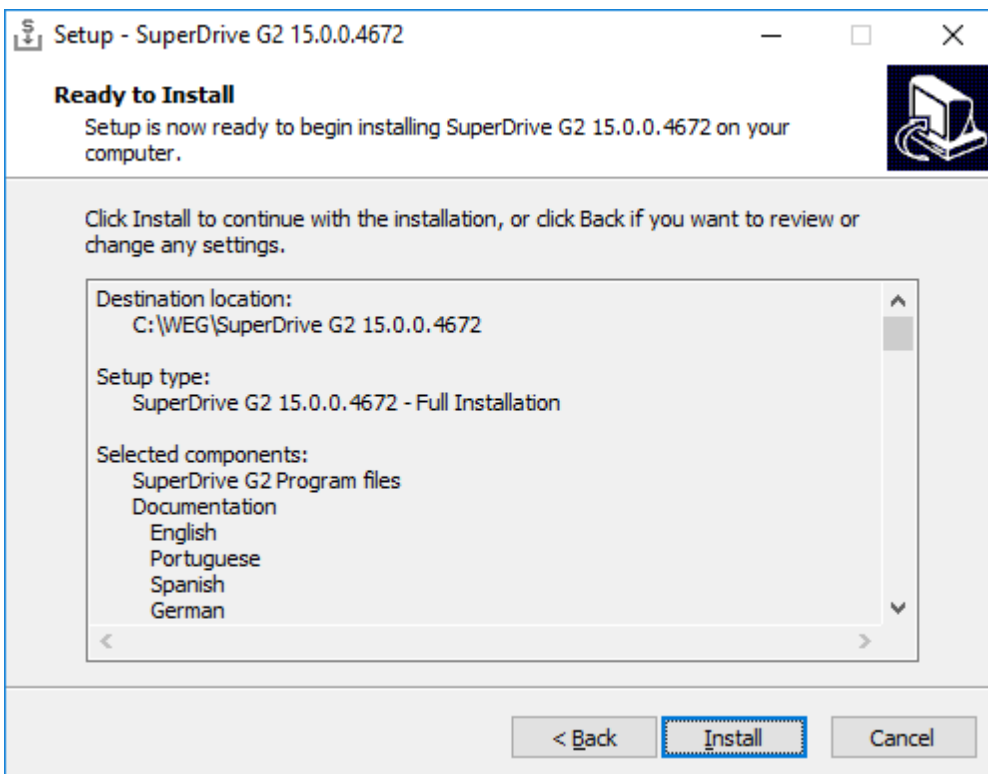 Setup - SuperDrive G2 15.0.0.4672
Ready to Install
Setup is now ready to begin installing SuperDrive G2 15.0.0.4672 on your
computer.
Click Install to continue with the installation, or click Back if you want to review or
change any settings.
Destination location:
C:\WEG\SuperDrive G2 15.0.0.4672
Setup type:
SuperDrive G2 15.0.0.4672 - Full Installation
Selected components:
SuperDrive G2 Program files
Documentation
English
Portuguese
Spanish
German
< Back
Install
Cancel